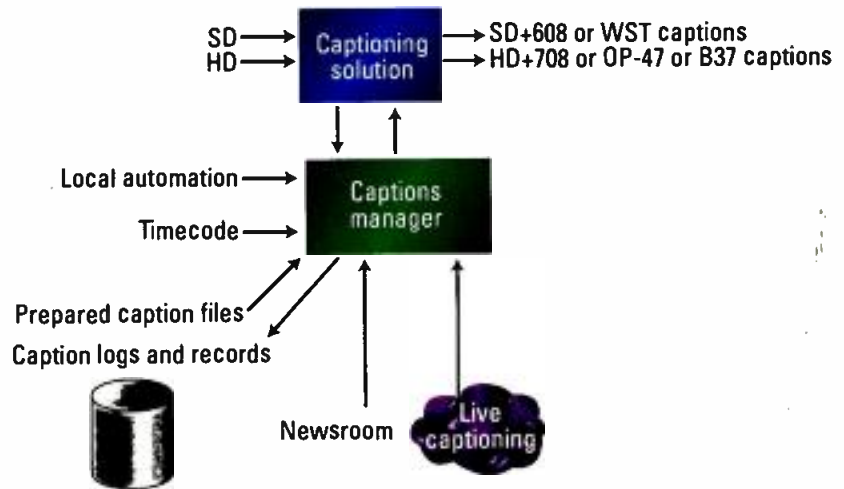 SD
HD
Captioning
solution
SD+608 or WST captions
HD+708 or OP-47 or B37 captions
Local automation
Timecode
Captions
manager
Prepared caption files
Caption logs and records
Newsroom
Live
captioning